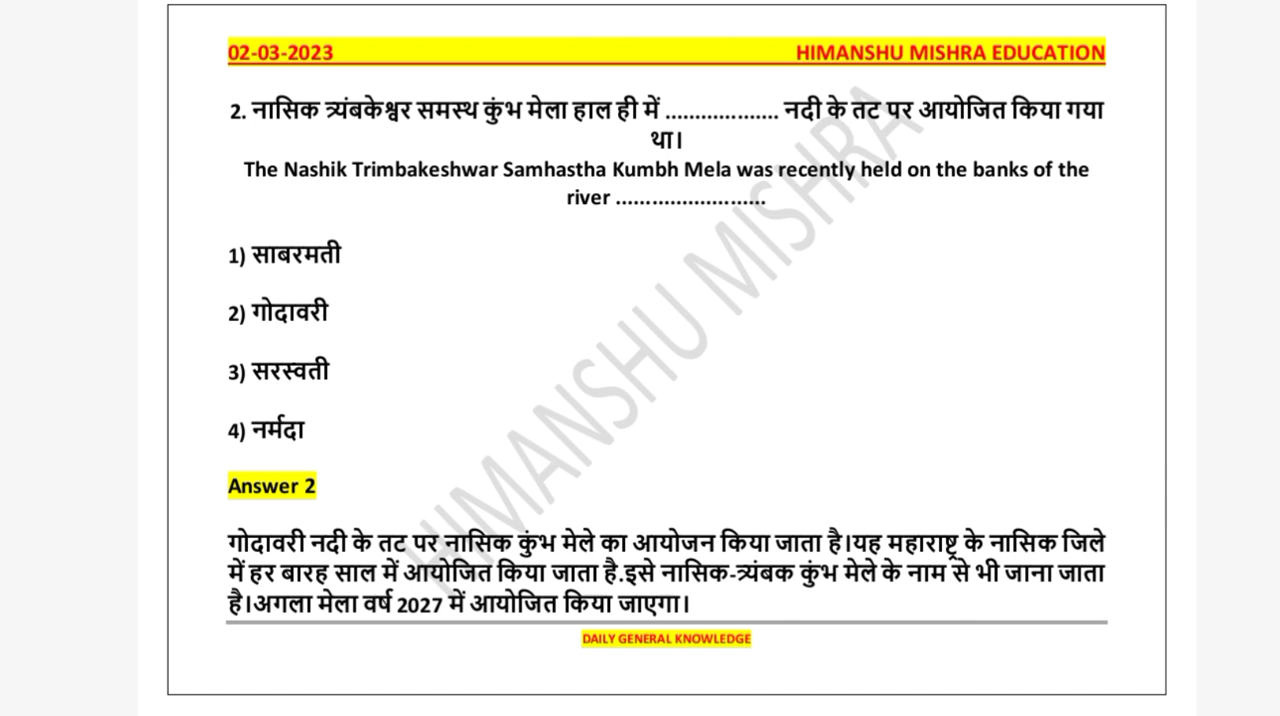 02-03-2023 HIMANSHU MISHRA EDUCATION
2. नासिक त्र्यंबकेश्वर समस्थ कुंभ मेला हाल ही में ................... नदी के तट पर आयोजित किया गया
था।
The Nashik Trimbakeshwar Samhastha Kumbh Mela was recently held on the banks of the
river .........................
1) साबरमती
2) गोदावरी
3) सरस्वती
4) नर्मदा
Answer 2
गोदावरी नदी के तट पर नासिक कुंभ मेले का आयोजन किया जाता है।यह महाराष्ट्र के नासिक जिले
में हर बारह साल में आयोजित किया जाता है.इसे नासिक-त्र्यंबक कुंभ मेले के नाम से भी जाना जाता
है।अगला मेला वर्ष 2027 में आयोजित किया जाएगा।
DAILY GENERAL KNOWLEDGE
HIMANSHU MISHRA